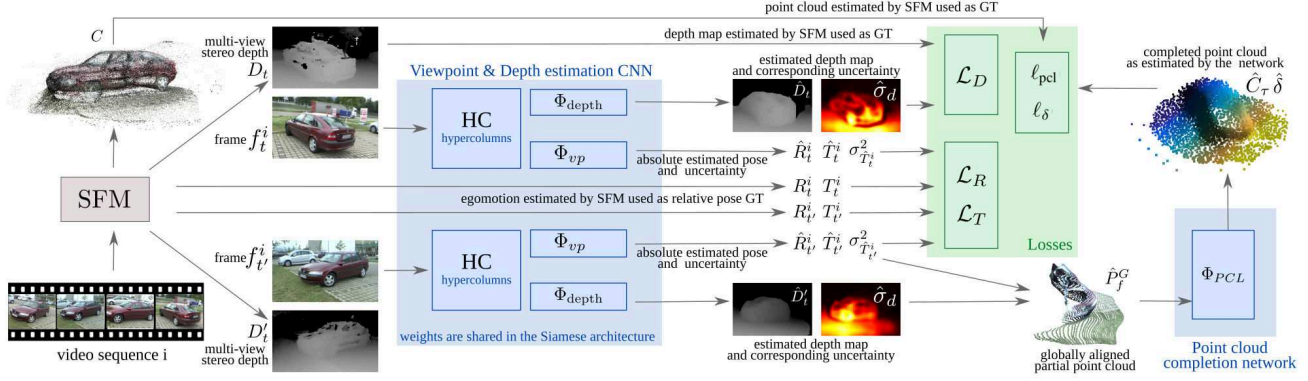 point cloud estimated by SFM used as GT
C
multi-view
stereo depth
D_t
depth map estimated by SFM used as GT
Viewpoint & Depth estimation CNN
estimated depth map
and corresponding uncertainty
completed point cloud
as estimated by the network
Ĉ_τ δ̂
HC
hypercolumns
Φ_depth
Φ_vp
D̂_t
σ̂_d
ℒ_D
ℓ_pcl
ℓ_δ
frame f_t^i
absolute estimated pose
and uncertainty
R̂_t^i T̂_t^i σ²_{T̂_t^i}
SFM
R_t^i T_t^i
egomotion estimated by SFM used as relative pose GT
R_{t'}^i T_{t'}^i
ℒ_R
ℒ_T
Losses
frame f_{t'}^i
HC
hypercolumns
Φ_vp
Φ_depth
absolute estimated pose
and uncertainty
R̂_{t'}^i T̂_{t'}^i σ²_{T̂_{t'}^i}
P̂_f^G
Φ_PCL
D̂'_t
σ̂_d
video sequence i
D'_t
multi-view
stereo depth
weights are shared in the Siamese architecture
estimated depth map
and corresponding uncertainty
globally aligned
partial point cloud
Point cloud
completion network